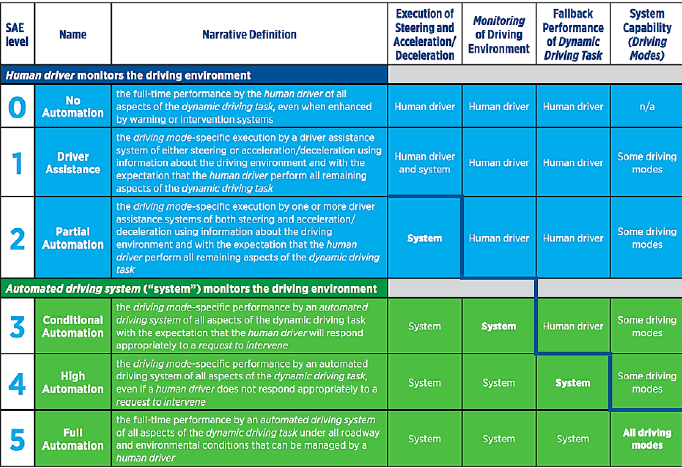 SAE level
Name
Narrative Definition
Execution of Steering and Acceleration/Deceleration
Monitoring of Driving Environment
Fallback Performance of Dynamic Driving Task
System Capability (Driving Modes)
Human driver monitors the driving environment
0
No Automation
the full-time performance by the human driver of all
aspects of the dynamic driving task, even when enhanced
by warning or intervention systems
Human driver
Human driver
Human driver
n/a
1
Driver Assistance
the driving mode-specific execution by a driver assistance
system of either steering or acceleration/deceleration using
information about the driving environment and with the
expectation that the human driver perform all remaining
aspects of the dynamic driving task
Human driver and system
Human driver
Human driver
Some driving modes
2
Partial Automation
the driving mode-specific execution by one or more driver
assistance systems of both steering and acceleration/
deceleration using information about the driving
environment and with the expectation that the human
driver perform all remaining aspects of the dynamic driving
task
System
Human driver
Human driver
Some driving modes
Automated driving system (“system”) monitors the driving environment
3
Conditional Automation
the driving mode-specific performance by an automated
driving system of all aspects of the dynamic driving task
with the expectation that the human driver will respond
appropriately to a request to intervene
System
System
Human driver
Some driving modes
4
High Automation
the driving mode-specific performance by an automated
driving system of all aspects of the dynamic driving task,
even if a human driver does not respond appropriately to a
request to intervene
System
System
System
Some driving modes
5
Full Automation
the full-time performance by an automated driving system
of all aspects of the dynamic driving task under all roadway
and environmental conditions that can be managed by a
human driver
System
System
System
All driving modes